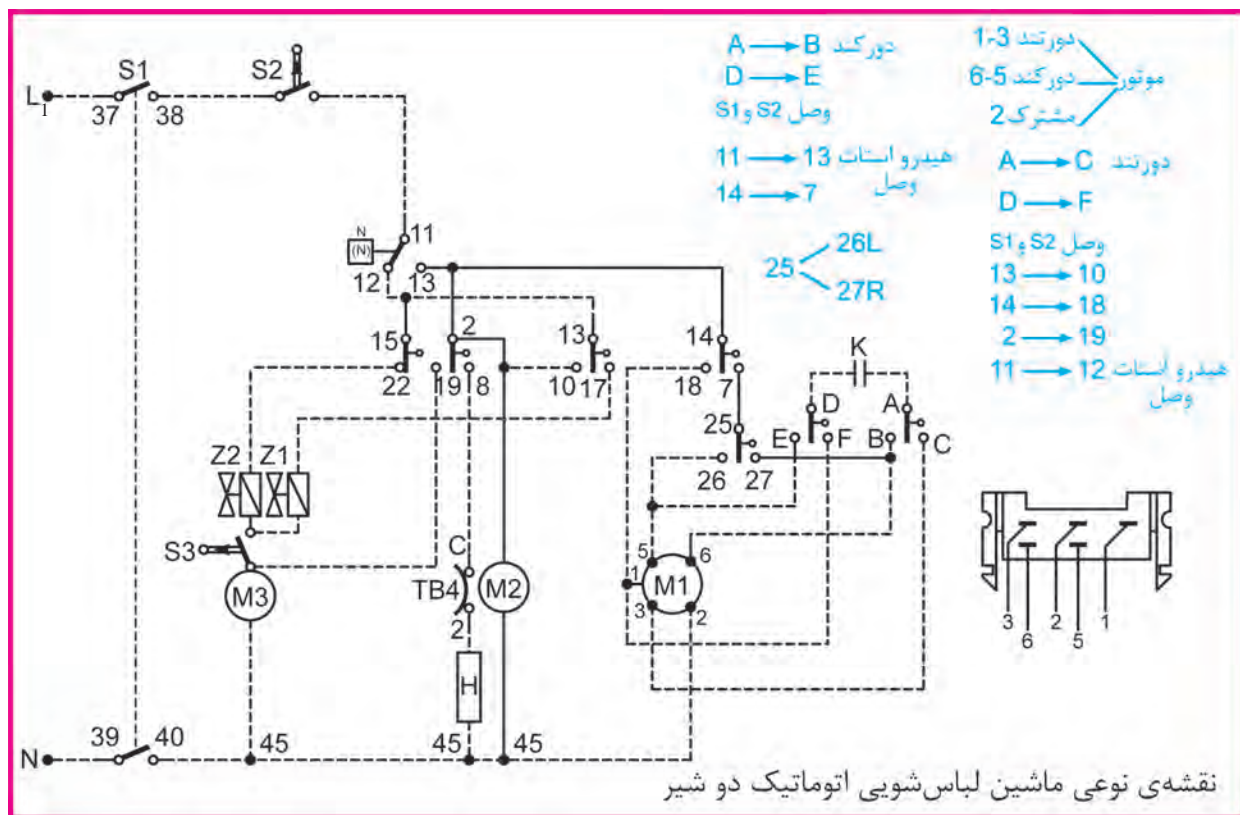 دورکند A → B
D → E
وصل S2 و S1
هیدرو استات 13 → 11
وصل
14 → 7
25
26L
27R
دورتند 1-3
دورکند 6-5
مشترک 2
موتور
دورتند A → C
D → F
وصل S2 و S1
13 → 10
14 → 18
2 → 19
هیدرو اُستات 12 → 11
وصل
L1
37
S1
38
S2
N
(N)
11
12
13
15
22
2
19
8
13
10
17
14
18
7
25
26
27
K
D
A
E
F
B
C
Z2
Z1
S3
M3
C
TB4
2
H
M2
5
6
1
M1
3
2
3
6
2
5
1
N
39
40
45
45
45
نقشه‌ی نوعی ماشین لباس‌شویی اتوماتیک دو شیر